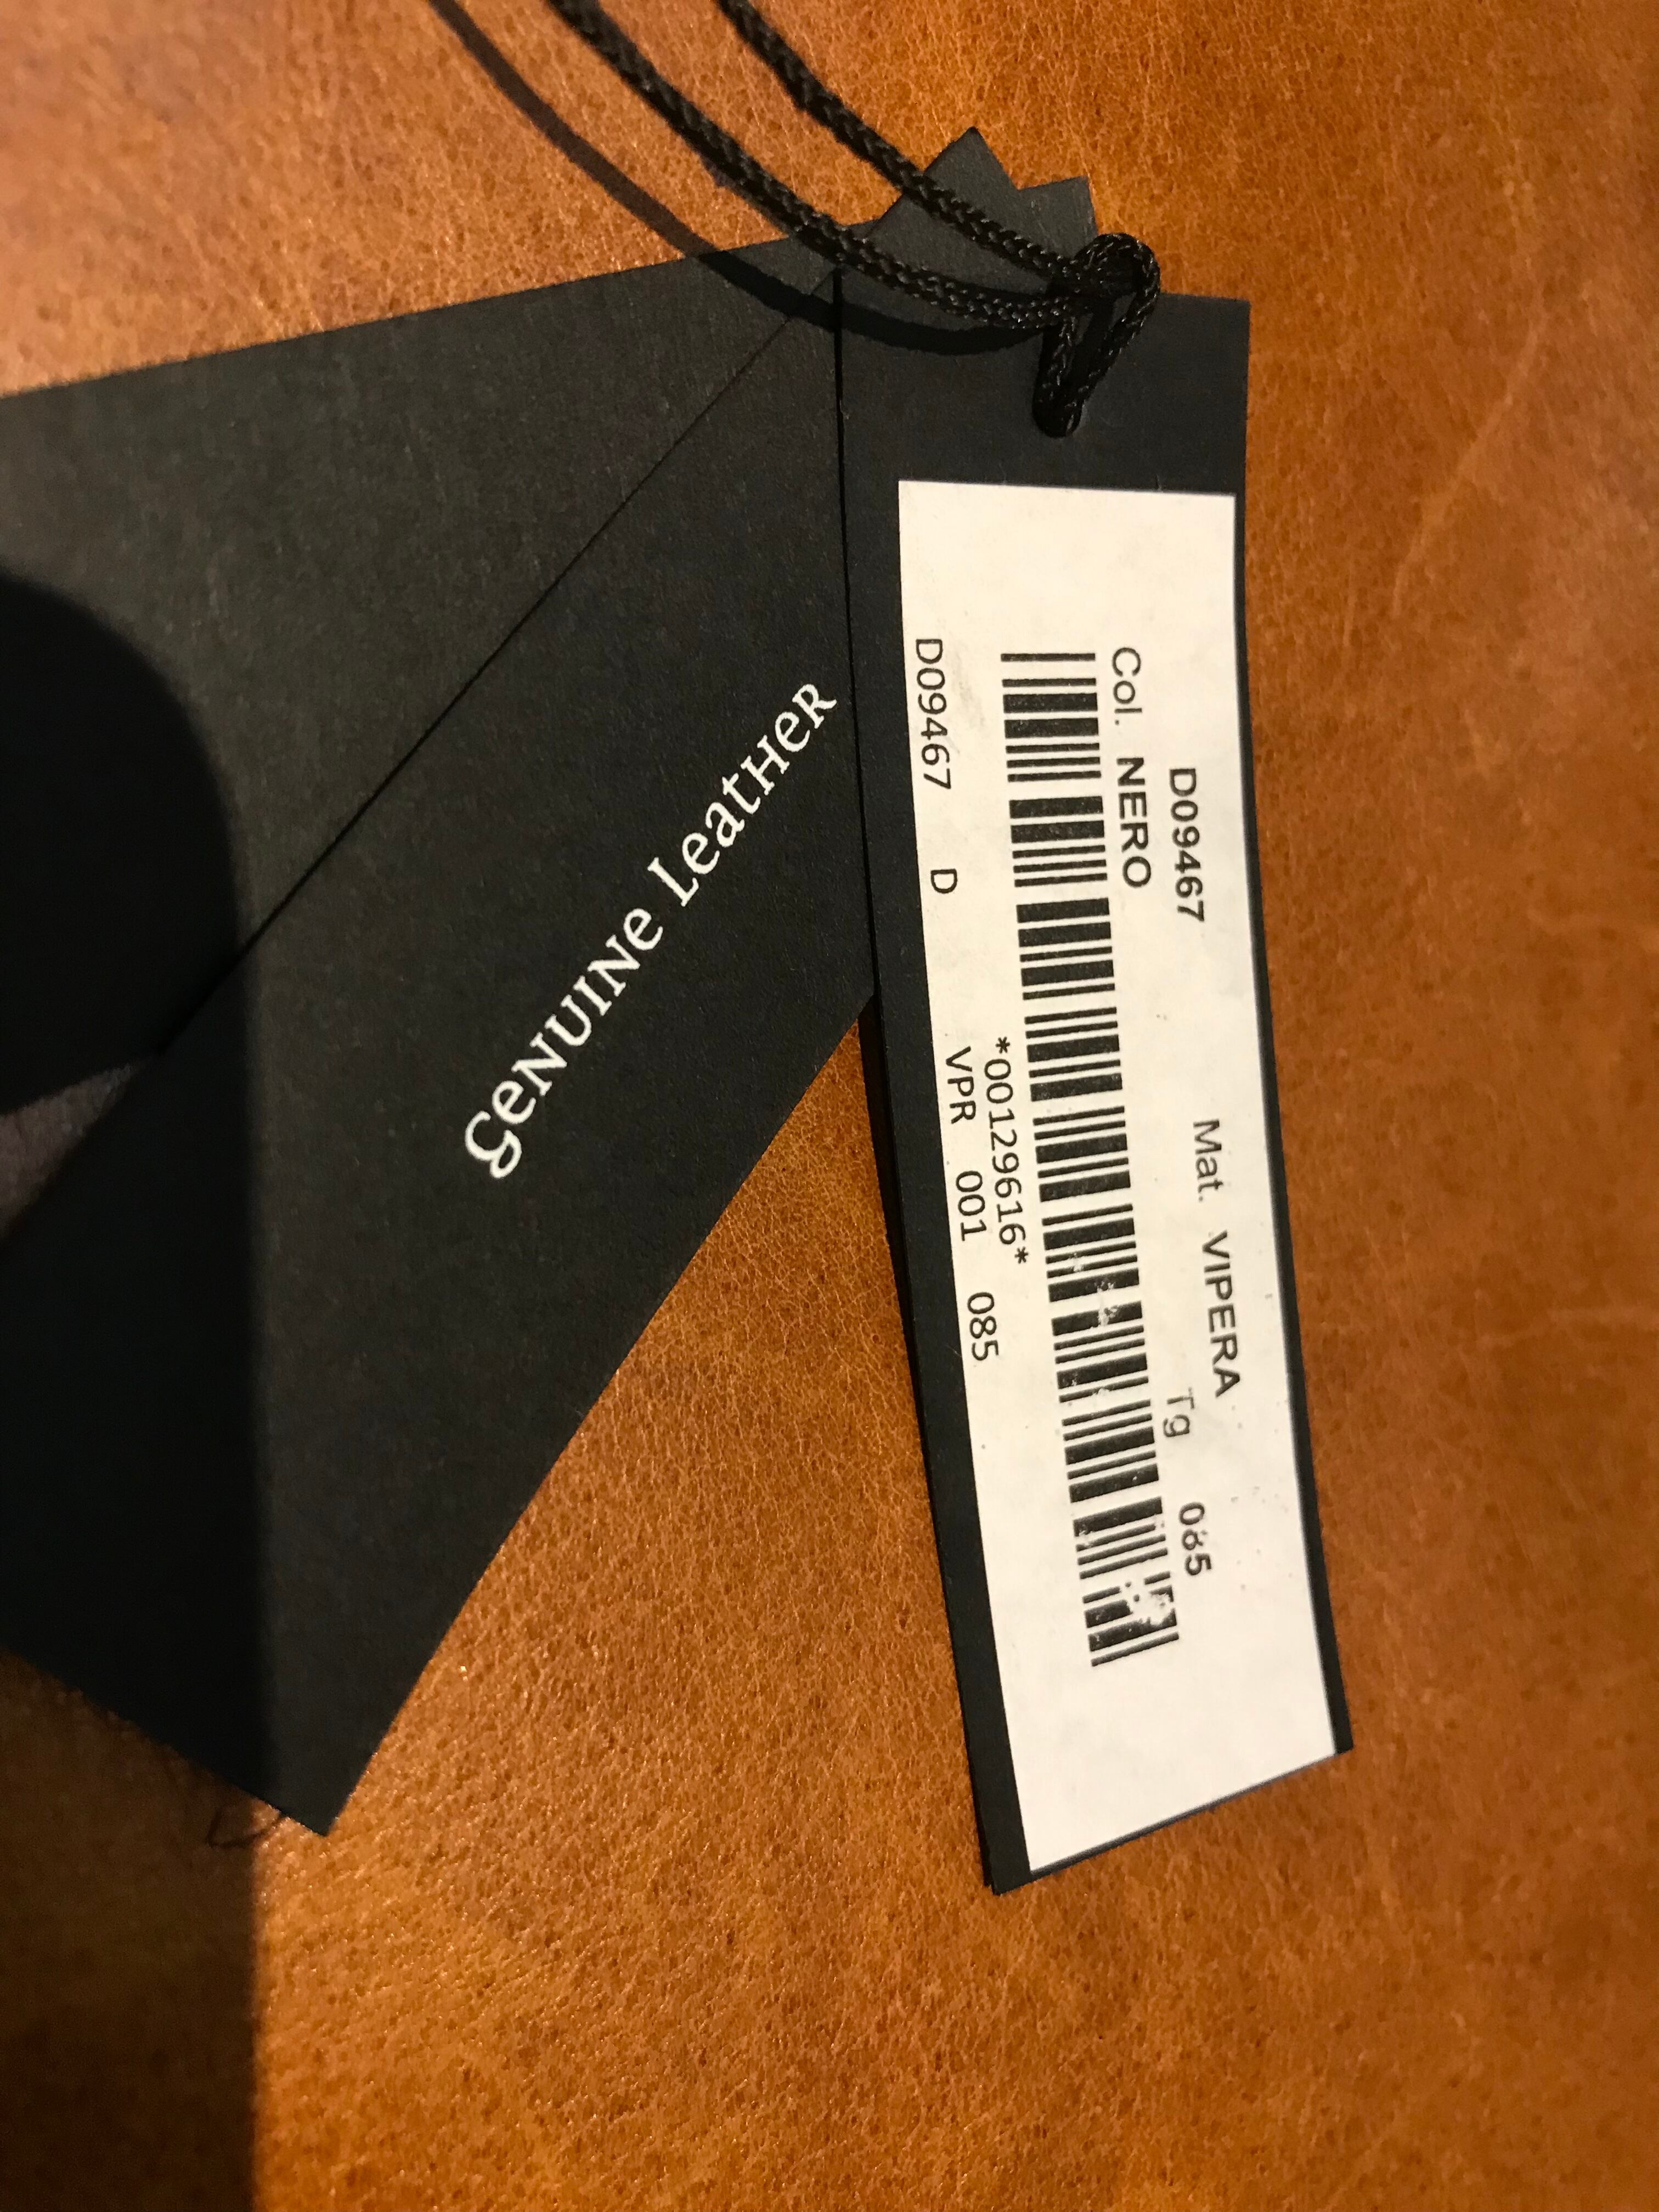 D09467 Mat. VIPERA
Col. NERO Tg 085
*00129616*
D09467 D VPR 001 085
Genuine Leather